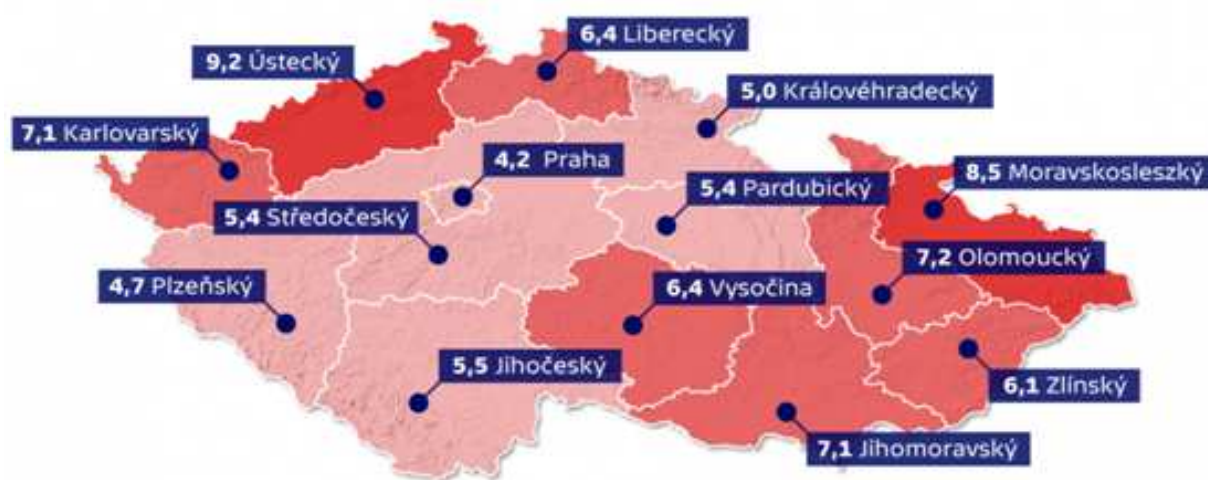 6,4 Liberecký
9,2 Ústecký
5,0 Královéhradecký
7,1 Karlovarský
4,2 Praha
8,5 Moravskosleszký
5,4 Pardubický
5,4 Středočeský
7,2 Olomoucký
4,7 Plzeňský
6,4 Vysočina
5,5 Jihočeský
6,1 Zlínský
7,1 Jihomoravský